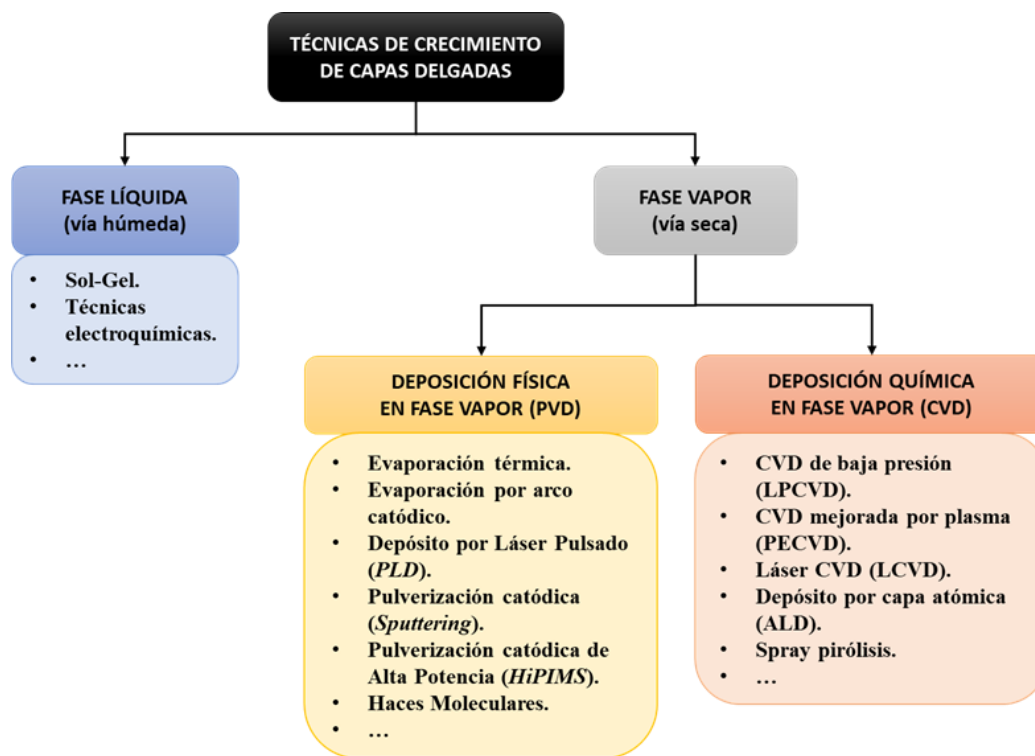 TÉCNICAS DE CRECIMIENTO
DE CAPAS DELGADAS
FASE LÍQUIDA
(vía húmeda)
• Sol-Gel.
• Técnicas
electroquímicas.
• …
FASE VAPOR
(vía seca)
DEPOSICIÓN FÍSICA
EN FASE VAPOR (PVD)
• Evaporación térmica.
• Evaporación por arco
catódico.
• Depósito por Láser Pulsado
(PLD).
• Pulverización catódica
(Sputtering).
• Pulverización catódica de
Alta Potencia (HiPIMS).
• Haces Moleculares.
• …
DEPOSICIÓN QUÍMICA
EN FASE VAPOR (CVD)
• CVD de baja presión
(LPCVD).
• CVD mejorada por plasma
(PECVD).
• Láser CVD (LCVD).
• Depósito por capa atómica
(ALD).
• Spray pirólisis.
• …